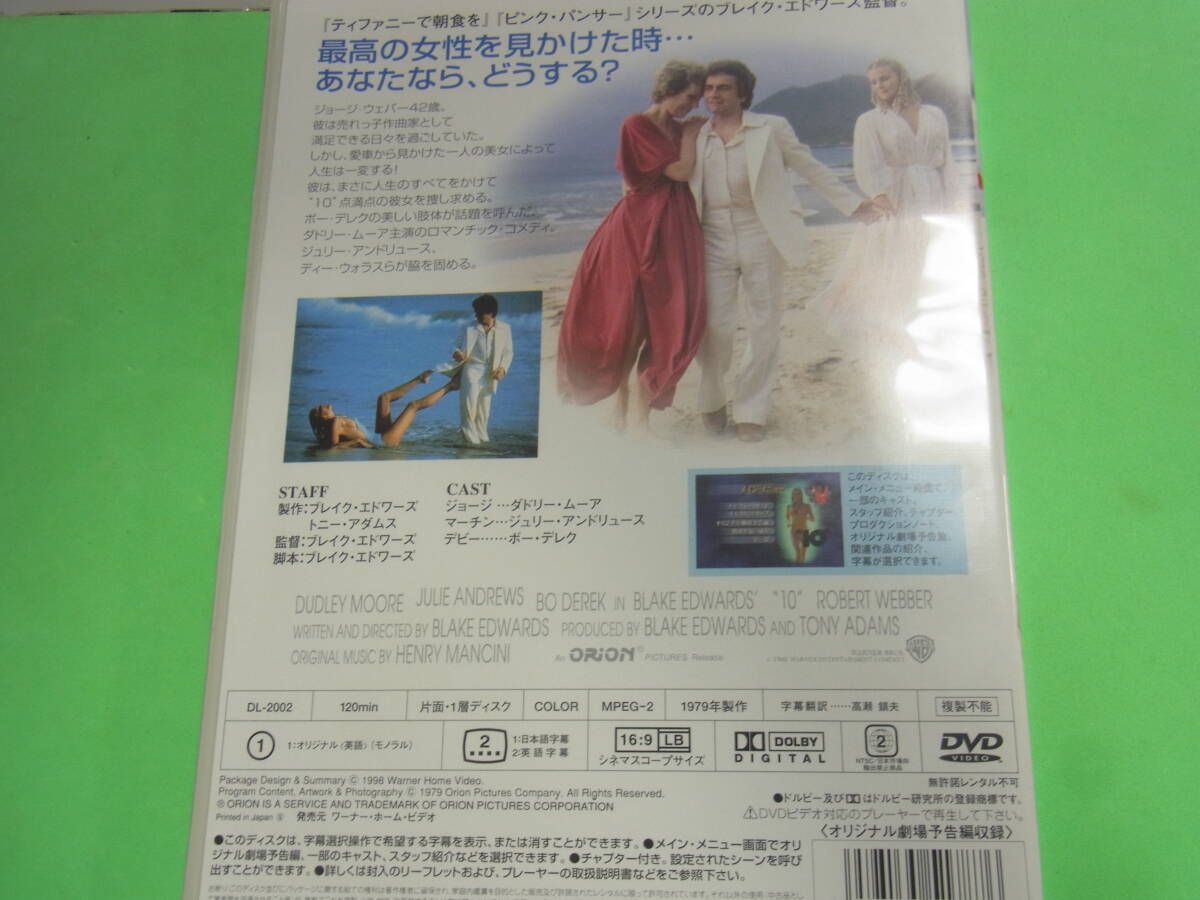 『ティファニーで朝食を』『ピンク・パンサー』シリーズのブレイク・エドワーズ監督。
最高の女性を見かけた時…
あなたなら、どうする?
ジョージ・ウェバー42歳。
彼は売れっ子作曲家として
満足できる日々を過ごしていた。
しかし、愛車から見かけた一人の美女によって
人生は一変する!
彼は、まさに人生のすべてをかけて
“10”点満点の彼女を捜し求める。
ボー・デレクの美しい肢体が話題を呼んだ、
ダドリー・ムーア主演のロマンチック・コメディ。
ジュリー・アンドリュース、
ディー・ウォラスらが脇を固める。
STAFF
製作:ブレイク・エドワーズ
トニー・アダムス
監督:ブレイク・エドワーズ
脚本:ブレイク・エドワーズ
CAST
ジョージ…ダドリー・ムーア
マーチン…ジュリー・アンドリュース
デビー……ボー・デレク
10
このディスクは、
メイン・メニュー画面で、
一部のキャスト、
スタッフ紹介、チャプター、
プロダクションノート、
オリジナル劇場予告篇、
関連作品の紹介、
字幕が選択できます。
DUDLEY MOORE JULIE ANDREWS BO DEREK IN BLAKE EDWARDS' “10” ROBERT WEBBER
WRITTEN AND DIRECTED BY BLAKE EDWARDS PRODUCED BY BLAKE EDWARDS AND TONY ADAMS
ORIGINAL MUSIC BY HENRY MANCINI An ORION PICTURES Release
DL-2002 120min 片面・1層ディスク COLOR MPEG-2 1979年製作 字幕翻訳……高瀬 鎮夫 複製不能
1 1:オリジナル〈英語〉(モノラル)
2 1:日本語字幕
2:英語字幕
16:9 LB
シネマスコープサイズ
DOLBY
DIGITAL
2
NTSC/日本市場向
輸出禁止商品
DVD
VIDEO
Package Design & Summary © 1998 Warner Home Video.
Program Content, Artwork & Photography © 1979 Orion Pictures Company. All Rights Reserved.
® ORION IS A SERVICE AND TRADEMARK OF ORION PICTURES CORPORATION
Printed in Japan Ⓢ 発売元 ワーナー・ホーム・ビデオ
無許諾レンタル不可
●ドルビー及びDDはドルビー研究所の登録商標です。
⚠DVDビデオ対応のプレーヤーで再生して下さい。
〈オリジナル劇場予告編収録〉
●このディスクは、字幕選択操作で希望する字幕を表示、または消すことができます。●メイン・メニュー画面でオリ
ジナル劇場予告編、一部のキャスト、スタッフ紹介などを選択できます。●チャプター付き。設定されたシーンを呼び
出すことができます。●詳しくは封入のリーフレットおよび、プレーヤーの取扱説明書などをご参照下さい。